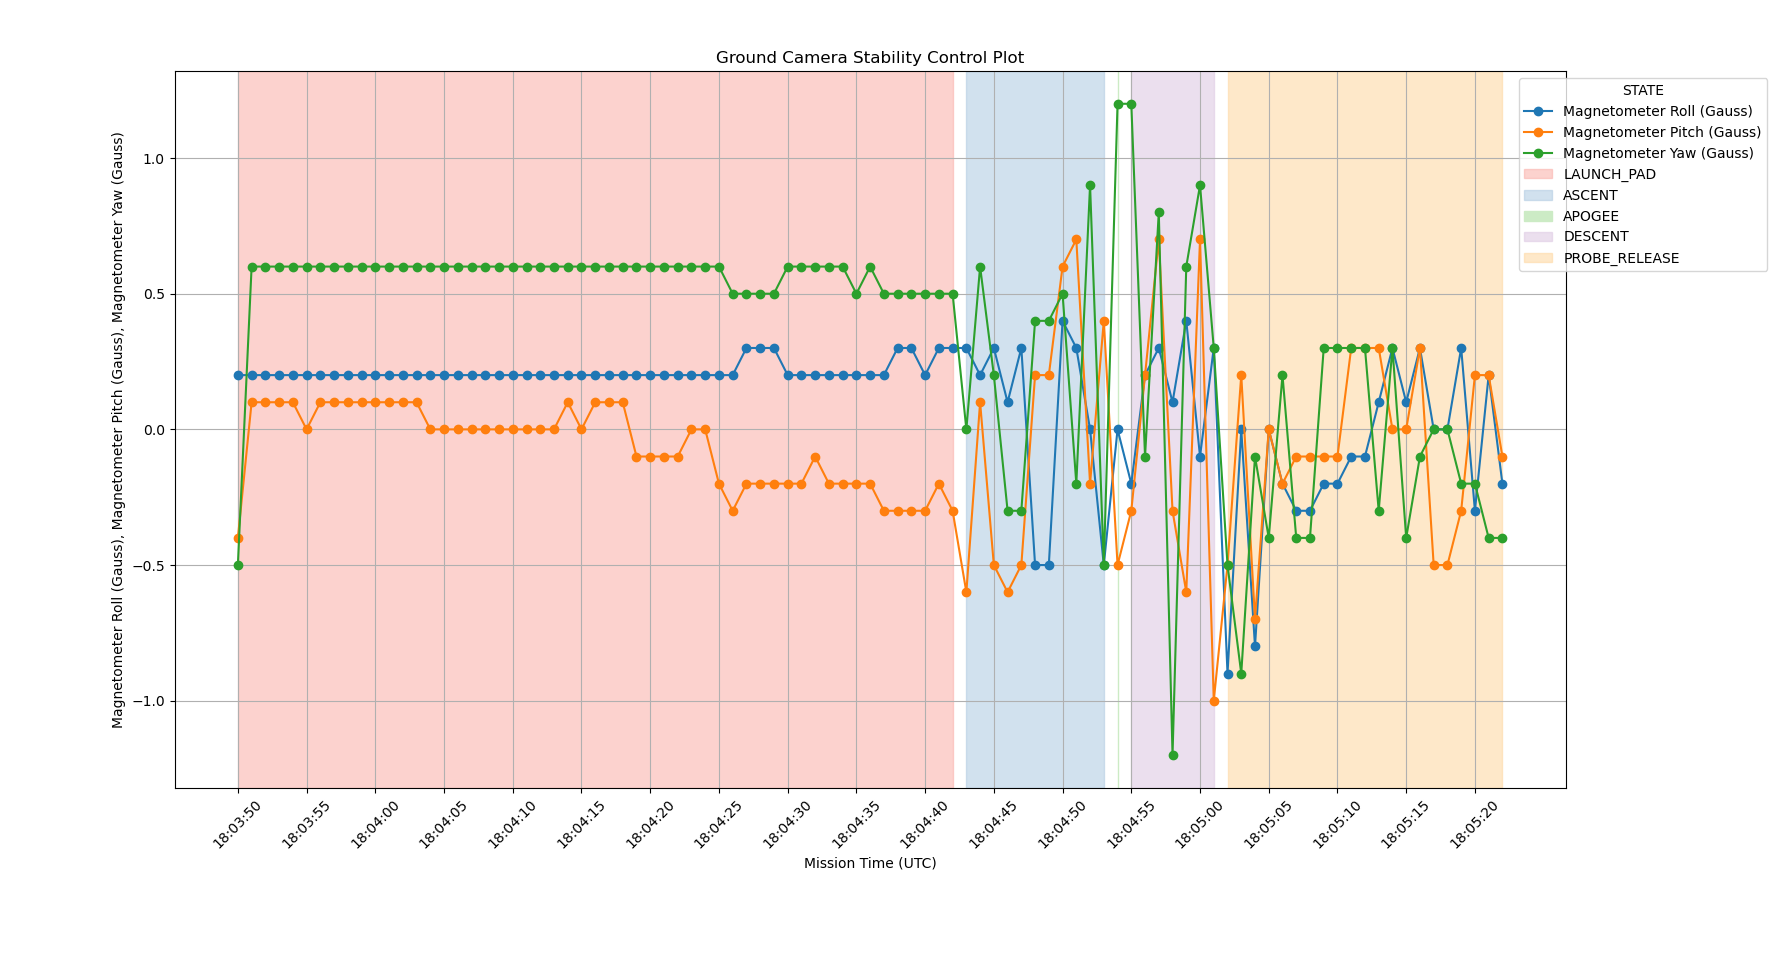 Ground Camera Stability Control Plot
Magnetometer Roll (Gauss), Magnetometer Pitch (Gauss), Magnetometer Yaw (Gauss)
1.0
0.5
0.0
−0.5
−1.0
STATE
Magnetometer Roll (Gauss)
Magnetometer Pitch (Gauss)
Magnetometer Yaw (Gauss)
LAUNCH_PAD
ASCENT
APOGEE
DESCENT
PROBE_RELEASE
18:03:50
18:03:55
18:04:00
18:04:05
18:04:10
18:04:15
18:04:20
18:04:25
18:04:30
18:04:35
18:04:40
18:04:45
18:04:50
18:04:55
18:05:00
18:05:05
18:05:10
18:05:15
18:05:20
Mission Time (UTC)